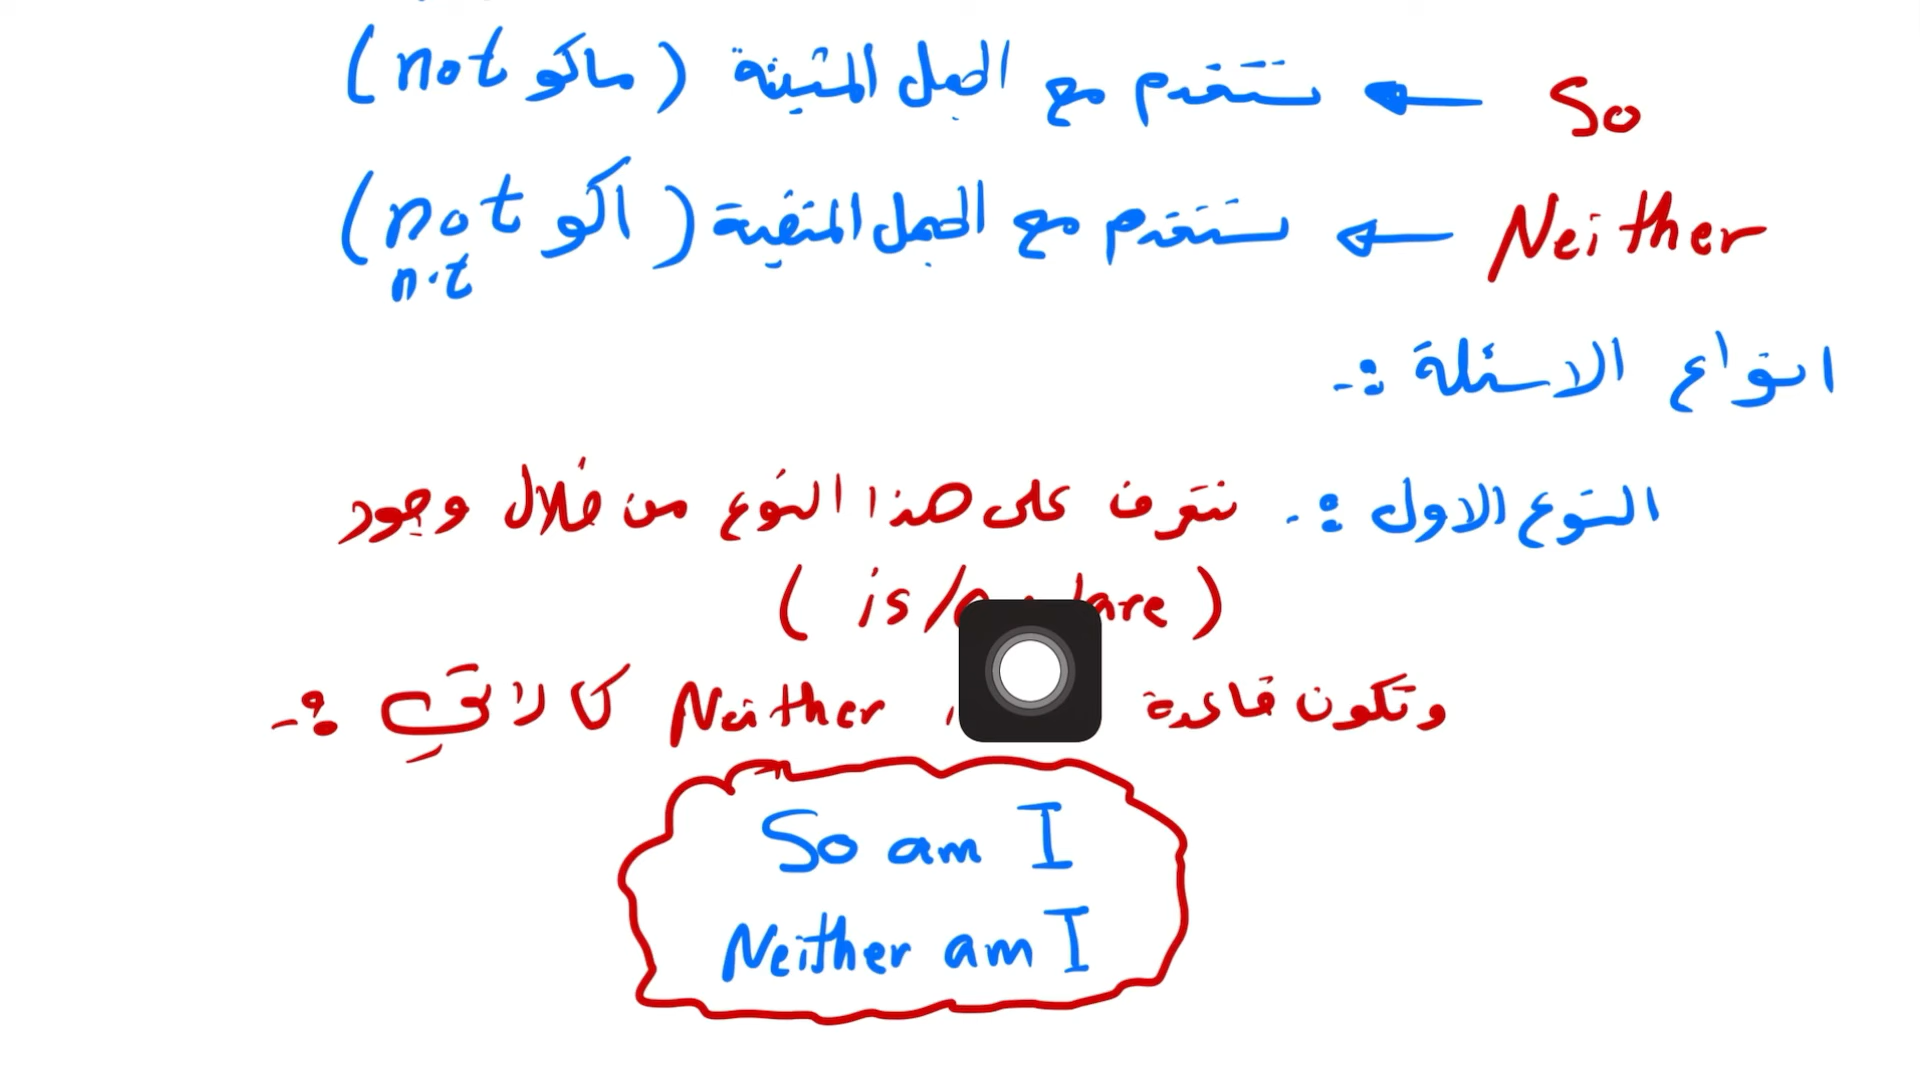 So ← تستخدم مع الجمل المثبتة (ماكو not)
Neither ← تستخدم مع الجمل المنفية (اكو not
n't
انواع الاسئلة :-
النوع الاول :- نتعرف على هذا النوع من خلال وجود
( is / are )
وتكون قاعدة Neither كالاتي :-
So am I
Neither am I